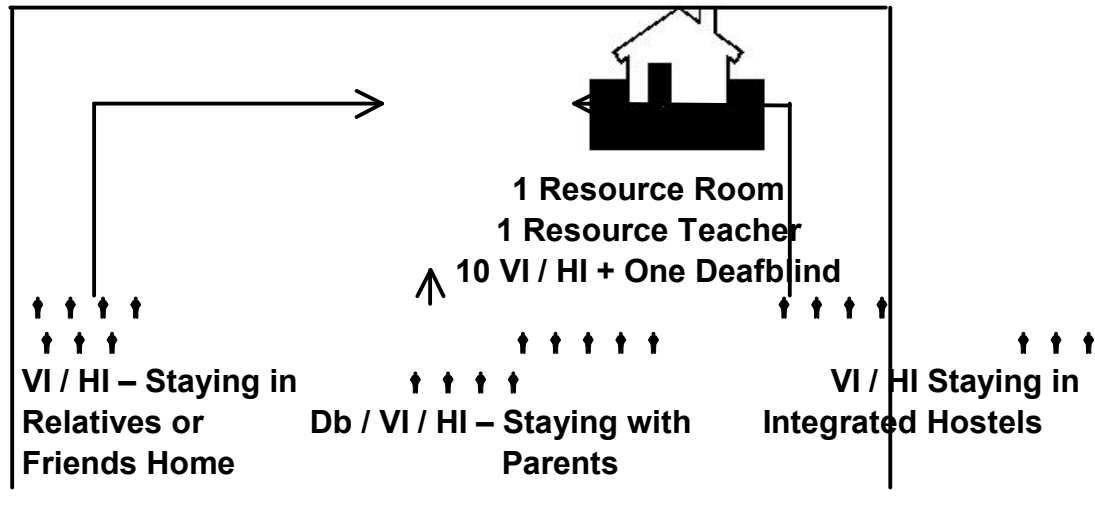 1 Resource Room
1 Resource Teacher
10 VI / HI + One Deafblind
VI / HI – Staying in
Relatives or
Friends Home
Db / VI / HI – Staying with
Parents
VI / HI Staying in
Integrated Hostels